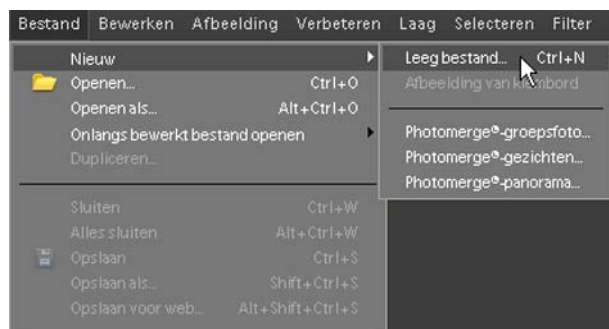 Bestand Bewerken Afbeelding Verbeteren Laag Selecteren Filter
Nieuw
Openen... Ctrl+O
Openen als... Alt+Ctrl+O
Onlangs bewerkt bestand openen
Dupliceren...
Sluiten Ctrl+W
Alles sluiten Alt+Ctrl+W
Opslaan Ctrl+S
Opslaan als... Shift+Ctrl+S
Opslaan voor web... Alt+Shift+Ctrl+S
Leeg bestand... Ctrl+N
Afbeelding van klembord
Photomerge®-groepsfoto...
Photomerge®-gezichten...
Photomerge®-panorama...